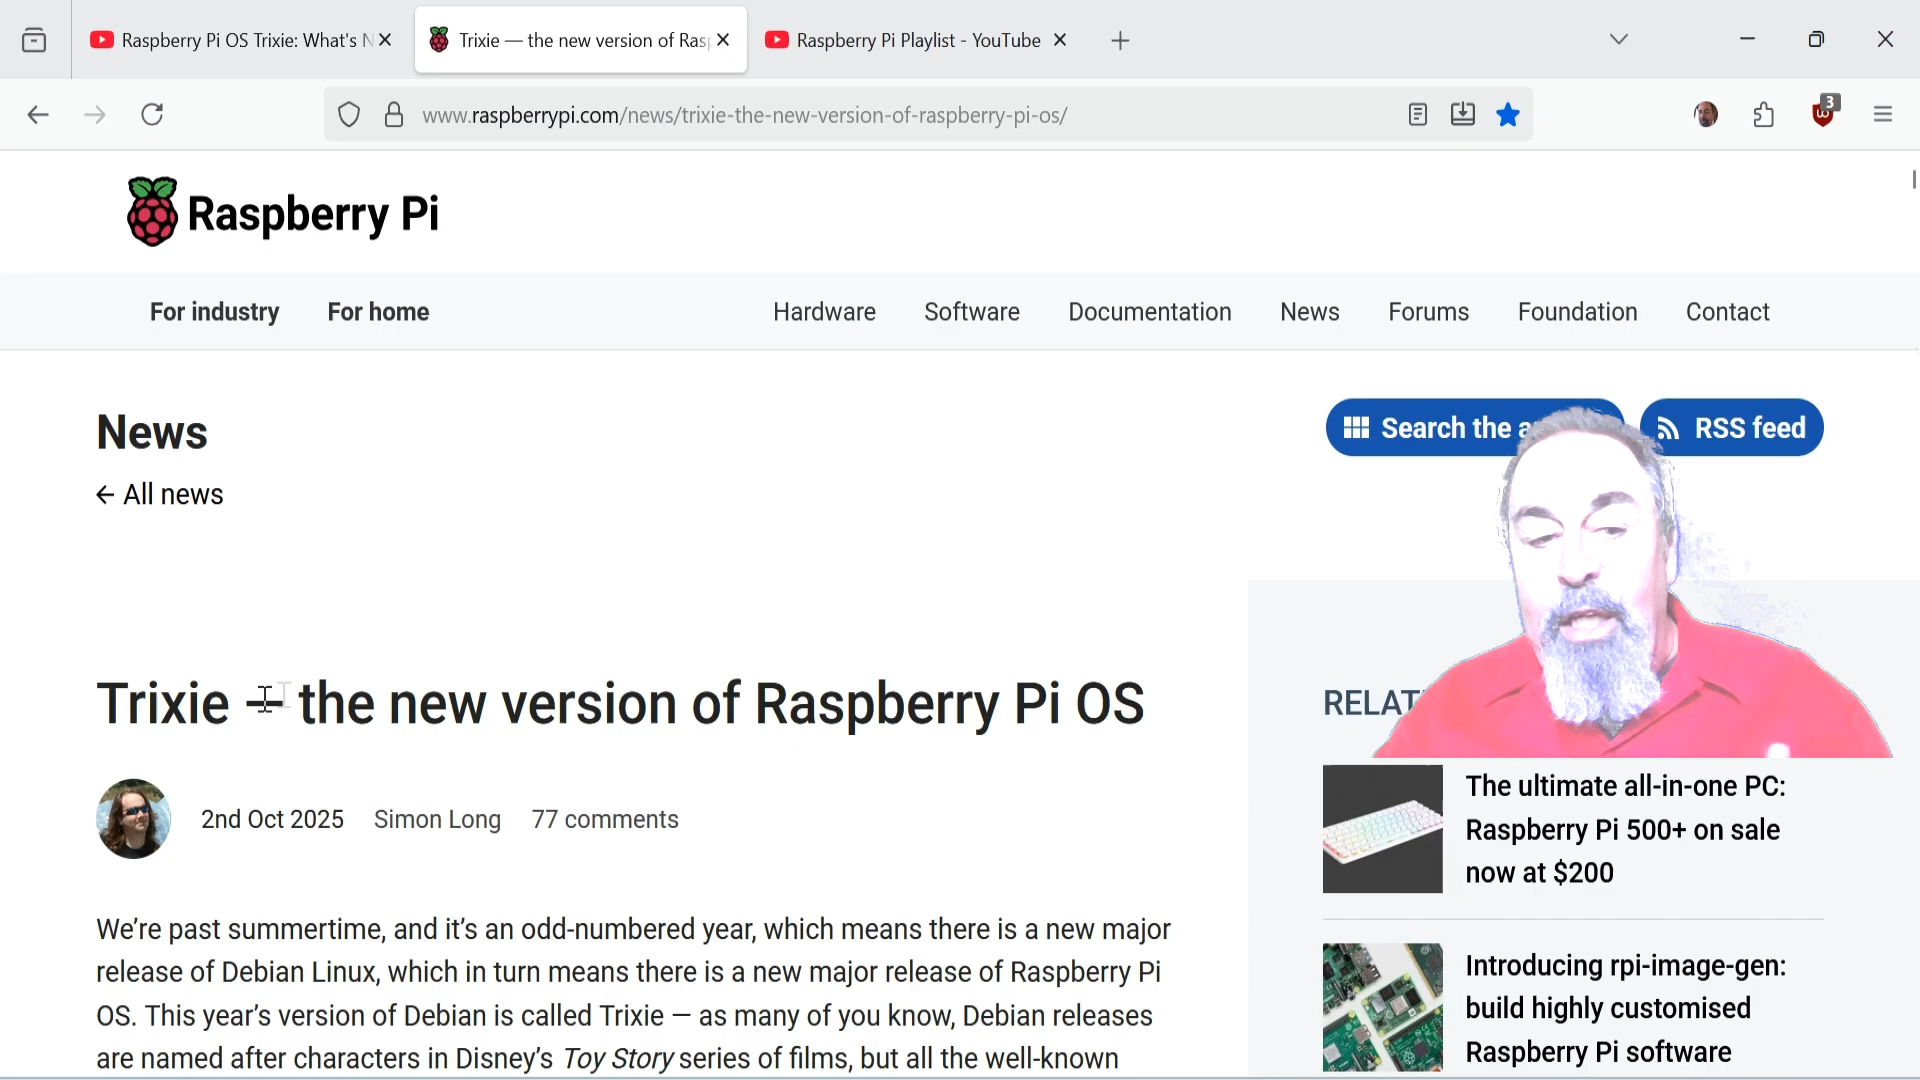 Raspberry Pi OS Trixie: What's N
Trixie — the new version of Rasp
Raspberry Pi Playlist - YouTube
www.raspberrypi.com/news/trixie-the-new-version-of-raspberry-pi-os/
3
Raspberry Pi
For industry
For home
Hardware
Software
Documentation
News
Forums
Foundation
Contact
News
Search the a
RSS feed
← All news
Trixie — the new version of Raspberry Pi OS
2nd Oct 2025
Simon Long
77 comments
We're past summertime, and it's an odd-numbered year, which means there is a new major
release of Debian Linux, which in turn means there is a new major release of Raspberry Pi
OS. This year's version of Debian is called Trixie — as many of you know, Debian releases
are named after characters in Disney's Toy Story series of films, but all the well-known
RELAT
The ultimate all-in-one PC:
Raspberry Pi 500+ on sale
now at $200
Introducing rpi-image-gen:
build highly customised
Raspberry Pi software